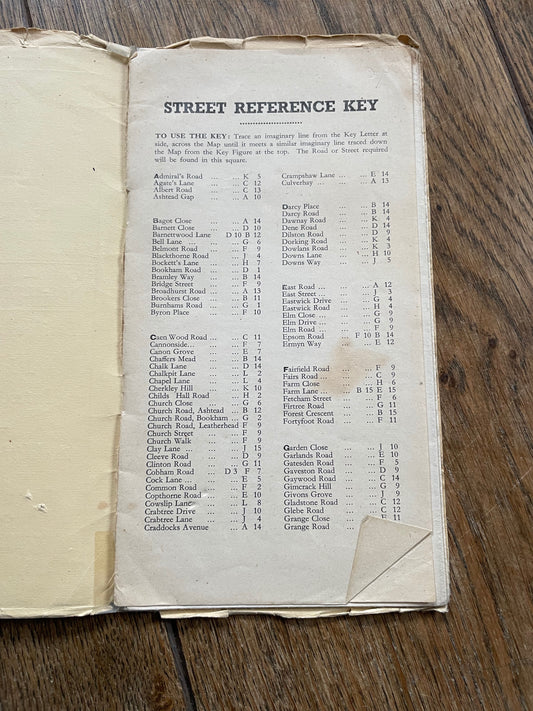 STREET REFERENCE KEY
TO USE THE KEY: Trace an imaginary line from the Key Letter at
side, across the Map until it meets a similar imaginary line traced down
the Map from the Key Figure at the top. The Road or Street required
will be found in this square.
Admiral's Road ... ... K 5
Agate's Lane ... ... C 12
Albert Road ... ... C 13
Ashtead Gap ... ... A 10
Bagot Close ... ... A 14
Barnett Close ... ... D 10
Barnettwood Lane D 10 B 12
Bell Lane ... ... G 6
Belmont Road ... ... F 9
Blackthorne Road ... J 4
Bockett's Lane ... ... H 7
Bookham Road ... ... D 1
Bramley Way ... ... B 14
Bridge Street ... ... F 9
Broadhurst Road ... A 13
Brookers Close ... ... B 11
Burnhams Road ... ... G 1
Byron Place ... ... F 10
Caen Wood Road ... ... C 11
Cannonside... ... ... F 7
Canon Grove ... ... E 7
Chaffers Mead ... ... B 14
Chalk Lane ... ... D 14
Chalkpit Lane ... ... L 2
Chapel Lane ... ... L 4
Cherkley Hill ... ... K 10
Childs Hall Road ... H 2
Church Close ... ... G 6
Church Road, Ashtead ... B 12
Church Road, Bookham ... G 2
Church Road, Leatherhead F 9
Church Street ... ... F 9
Church Walk ... ... F 9
Clay Lane ... ... ... J 15
Cleeve Road ... ... D 9
Clinton Road ... ... G 11
Cobham Road D 3 F 7
Cock Lane ... ... ... E 5
Common Road ... ... F 2
Copthorne Road ... ... E 10
Cowslip Lane ... ... L 8
Crabtree Drive ... ... J 10
Crabtree Lane ... ... J 4
Craddocks Avenue ... A 14
Crampshaw Lane ... ... E 14
Culverhay ... ... ... A 13
Darcy Place ... ... B 14
Darcy Road ... ... B 14
Dawnay Road ... ... K 4
Dene Road ... ... D 14
Dilston Road ... ... D 9
Dorking Road ... ... K 4
Dowlans Road ... ... K 3
Downs Lane ... H 10
Downs Way ... ... J 5
East Road ... ... ... A 12
East Street ... ... ... J 3
Eastwick Drive ... ... G 4
Eastwick Road ... ... H 4
Elm Close ... ... ... G 9
Elm Drive ... ... ... G 9
Elm Road ... ... ... F 9
Epsom Road ... F 10 B 14
Ermyn Way ... ... E 12
Fairfield Road ... ... F 9
Fairs Road ... ... C 9
Farm Close ... ... H 6
Farm Lane ... B 15 E 15
Fetcham Street ... ... F 6
Firtree Road ... ... G 11
Forest Crescent ... ... B 15
Fortyfoot Road ... ... F 11
Garden Close ... ... J 10
Garlands Road ... ... E 10
Gatesden Road ... ... F 5
Gaveston Road ... ... D 9
Gaywood Road ... ... C 14
Gimcrack Hill ... ... G 9
Givons Grove ... ... J 9
Gladstone Road ... ... C 12
Glebe Road ... ... C 12
Grange Close ... ... E 11
Grange Road ... ...